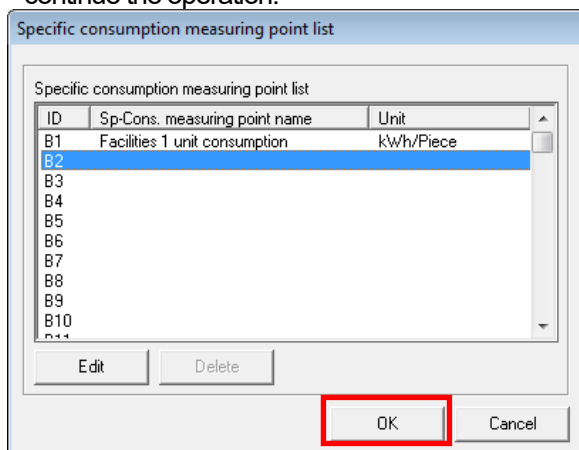 continue the operation.
Specific consumption measuring point list
Specific consumption measuring point list
ID Sp-Cons. measuring point name Unit
B1 Facilities 1 unit consumption kWh/Piece
B2
B3
B4
B5
B6
B7
B8
B9
B10
B11
Edit Delete
OK Cancel